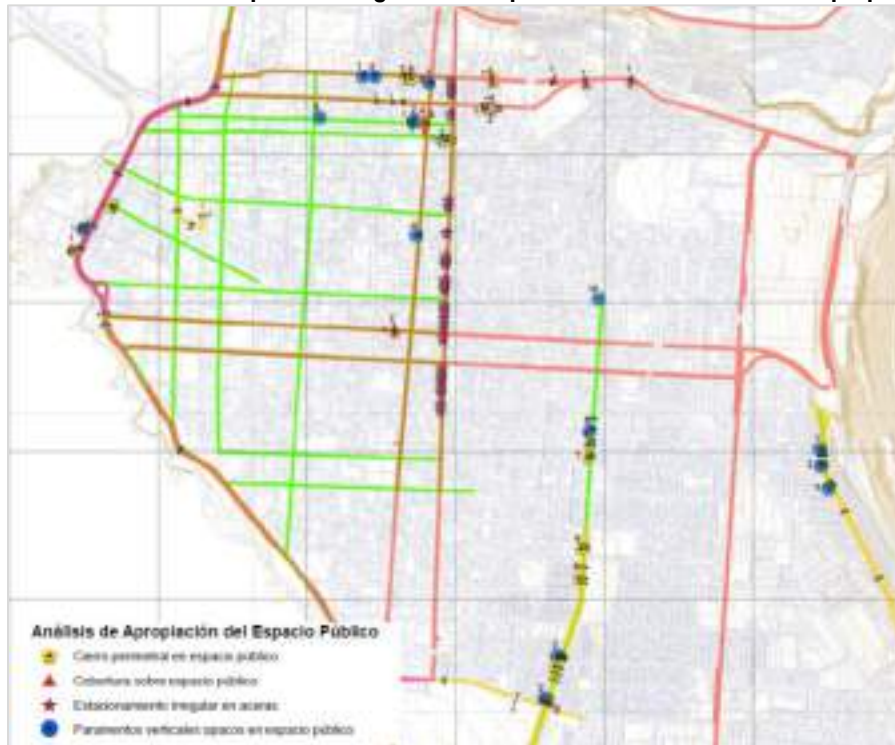 Análisis de Apropiación del Espacio Público
Cierre perimetral en espacio público
Cobertura sobre espacio público
Estacionamiento irregular en aceras
Paramentos verticales opacos en espacio público